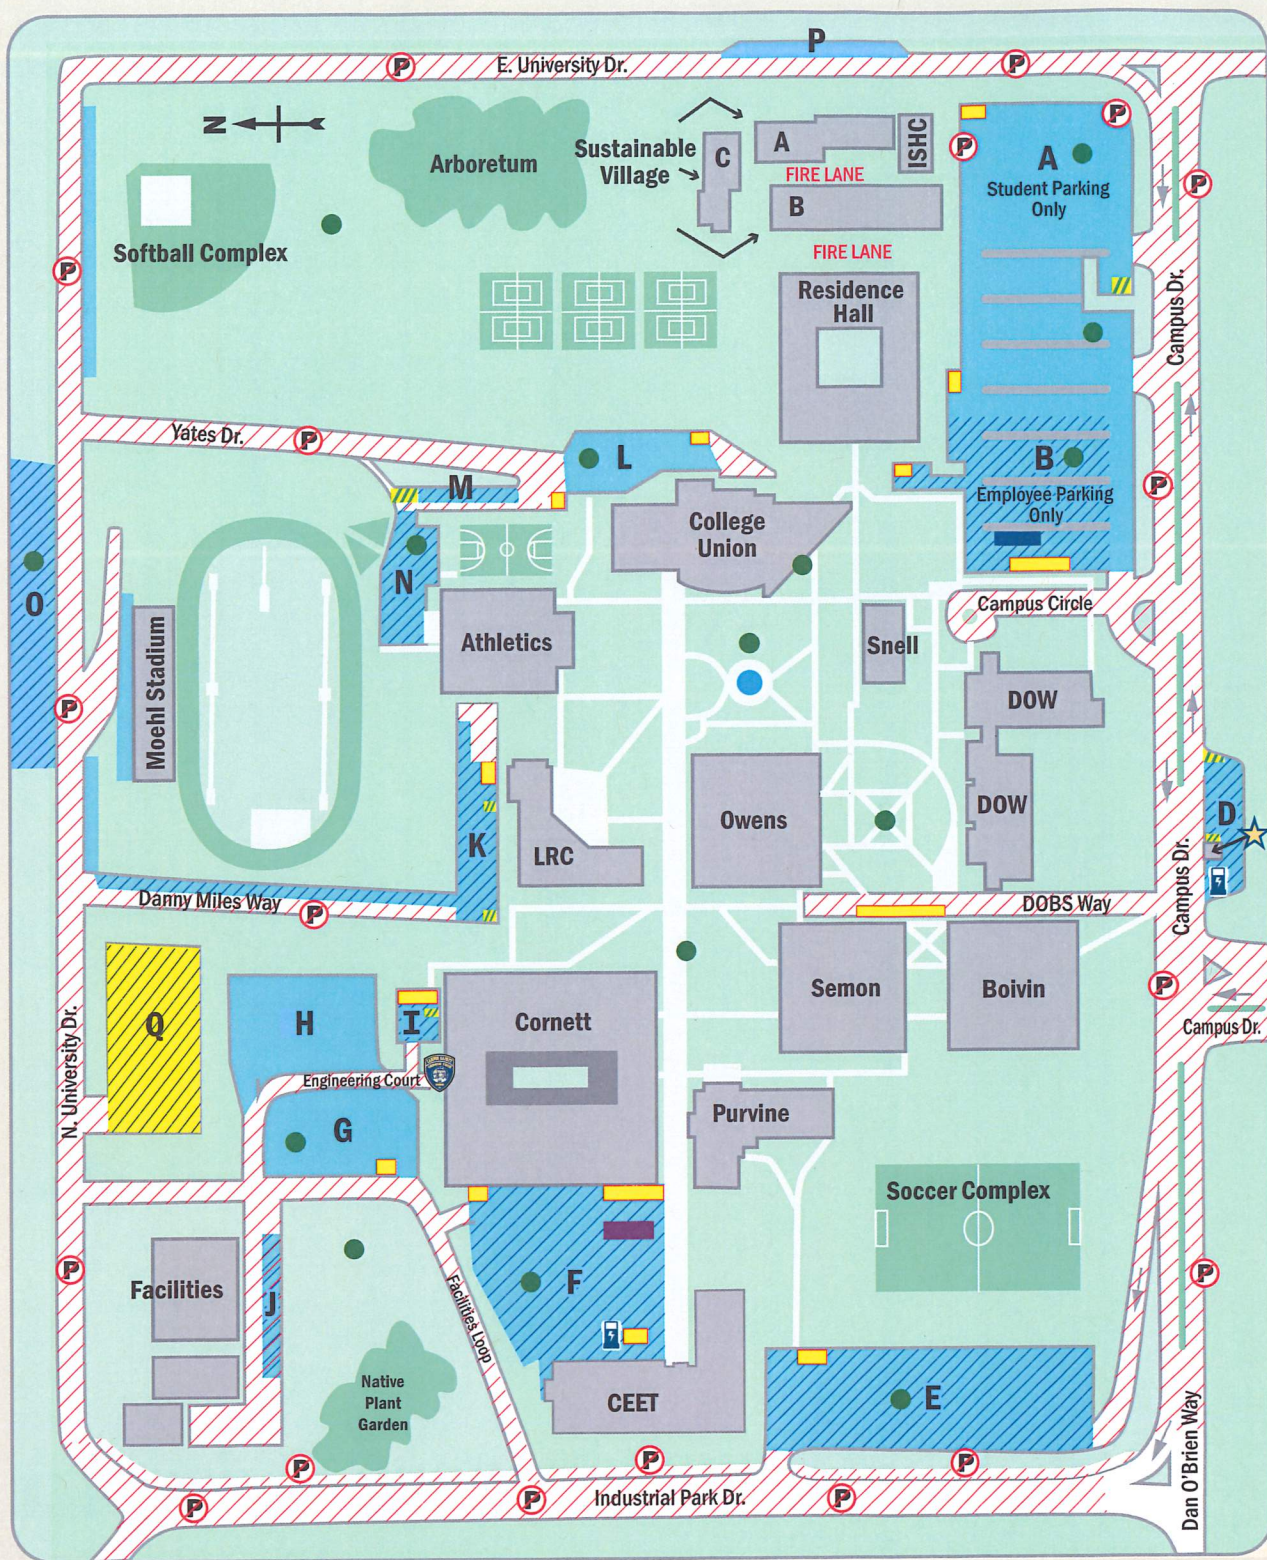 P
P
P
E. University Dr.
P
N
Arboretum
Sustainable
Village
C
A
ISHC
FIRE LANE
B
FIRE LANE
P
A
Student Parking
Only
P
Softball Complex
P
Residence
Hall
Campus Dr.
Yates Dr.
P
L
M
B
Employee Parking
Only
P
College
Union
N
O
Athletics
Snell
Campus Circle
Moehl Stadium
P
DOW
DOW
D
Owens
K
LRC
Campus Dr.
Danny Miles Way
P
DOBS Way
Semon
Boivin
P
Campus Dr.
Q
H
I
Cornett
N. University Dr.
Engineering Court
G
Purvine
Soccer Complex
P
P
Facilities
J
F
Facilities Loop
Native
Plant
Garden
CEET
E
Dan O'Brien Way
P
P
P
P
P
Industrial Park Dr.
P